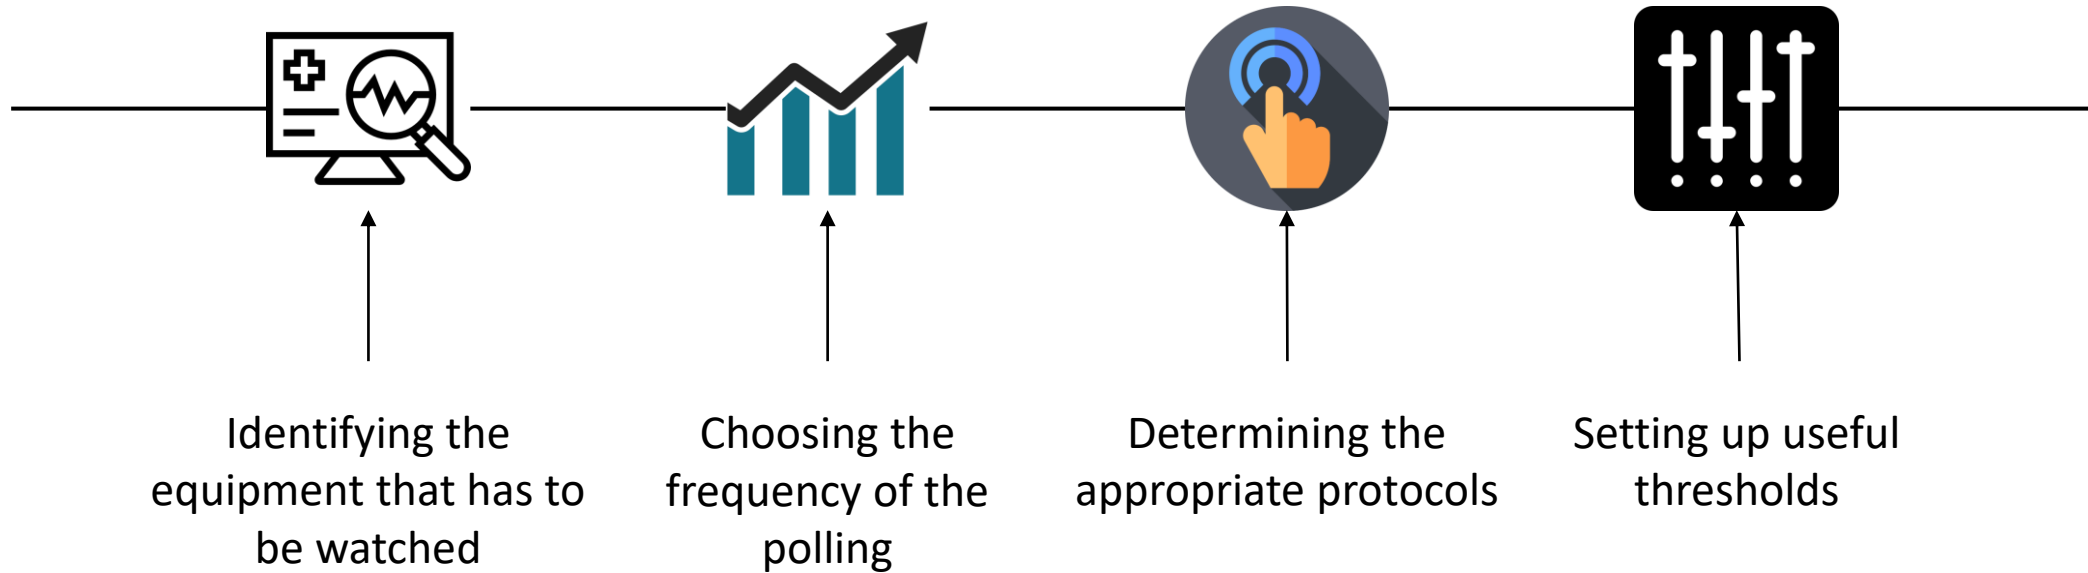 Identifying the
equipment that has to
be watched
Choosing the
frequency of the
polling
Determining the
appropriate protocols
Setting up useful
thresholds